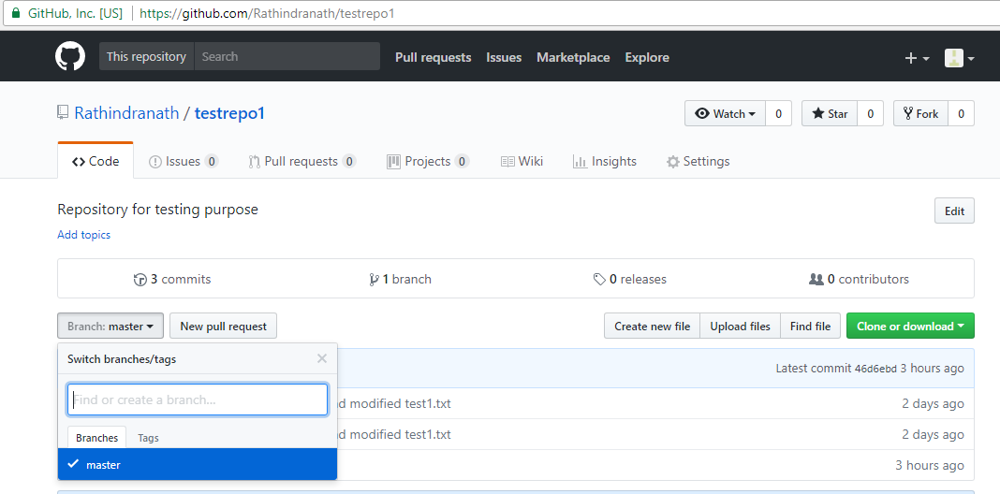 GitHub, Inc. [US] https://github.com/Rathindranath/testrepo1
This repository Search Pull requests Issues Marketplace Explore
Rathindranath / testrepo1 Watch 0 Star 0 Fork 0
Code Issues 0 Pull requests 0 Projects 0 Wiki Insights Settings
Repository for testing purpose Edit
Add topics
3 commits 1 branch 0 releases 0 contributors
Branch: master New pull request Create new file Upload files Find file Clone or download
Switch branches/tags
Latest commit 46d6ebd 3 hours ago
Find or create a branch...
d modified test1.txt 2 days ago
Branches Tags
d modified test1.txt 2 days ago
master
3 hours ago